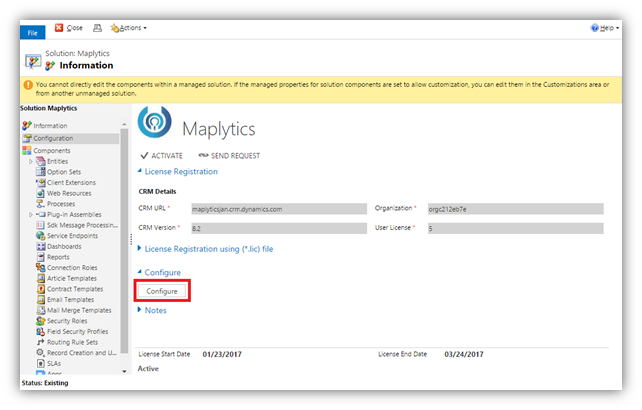 File
Close
Actions
Help
Solution: Maplytics
Information
You cannot directly edit the components within a managed solution. If the managed properties for solution components are set to allow customization, you can edit them in the Customizations area or
from another unmanaged solution.
Solution Maplytics
Information
Configuration
Components
Entities
Option Sets
Client Extensions
Web Resources
Processes
Plug-in Assemblies
Sdk Message Processin...
Service Endpoints
Dashboards
Reports
Connection Roles
Article Templates
Contract Templates
Email Templates
Mail Merge Templates
Security Roles
Field Security Profiles
Routing Rule Sets
Record Creation and U...
SLAs
Apps
Status: Existing
Maplytics
ACTIVATE SEND REQUEST
License Registration
CRM Details
CRM URL * maplyticsjan.crm.dynamics.com Organization * orgc212eb7e
CRM Version * 8.2 User License * 5
License Registration using (*.lic) file
Configure
Configure
Notes
License Start Date 01/23/2017 License End Date 03/24/2017
Active